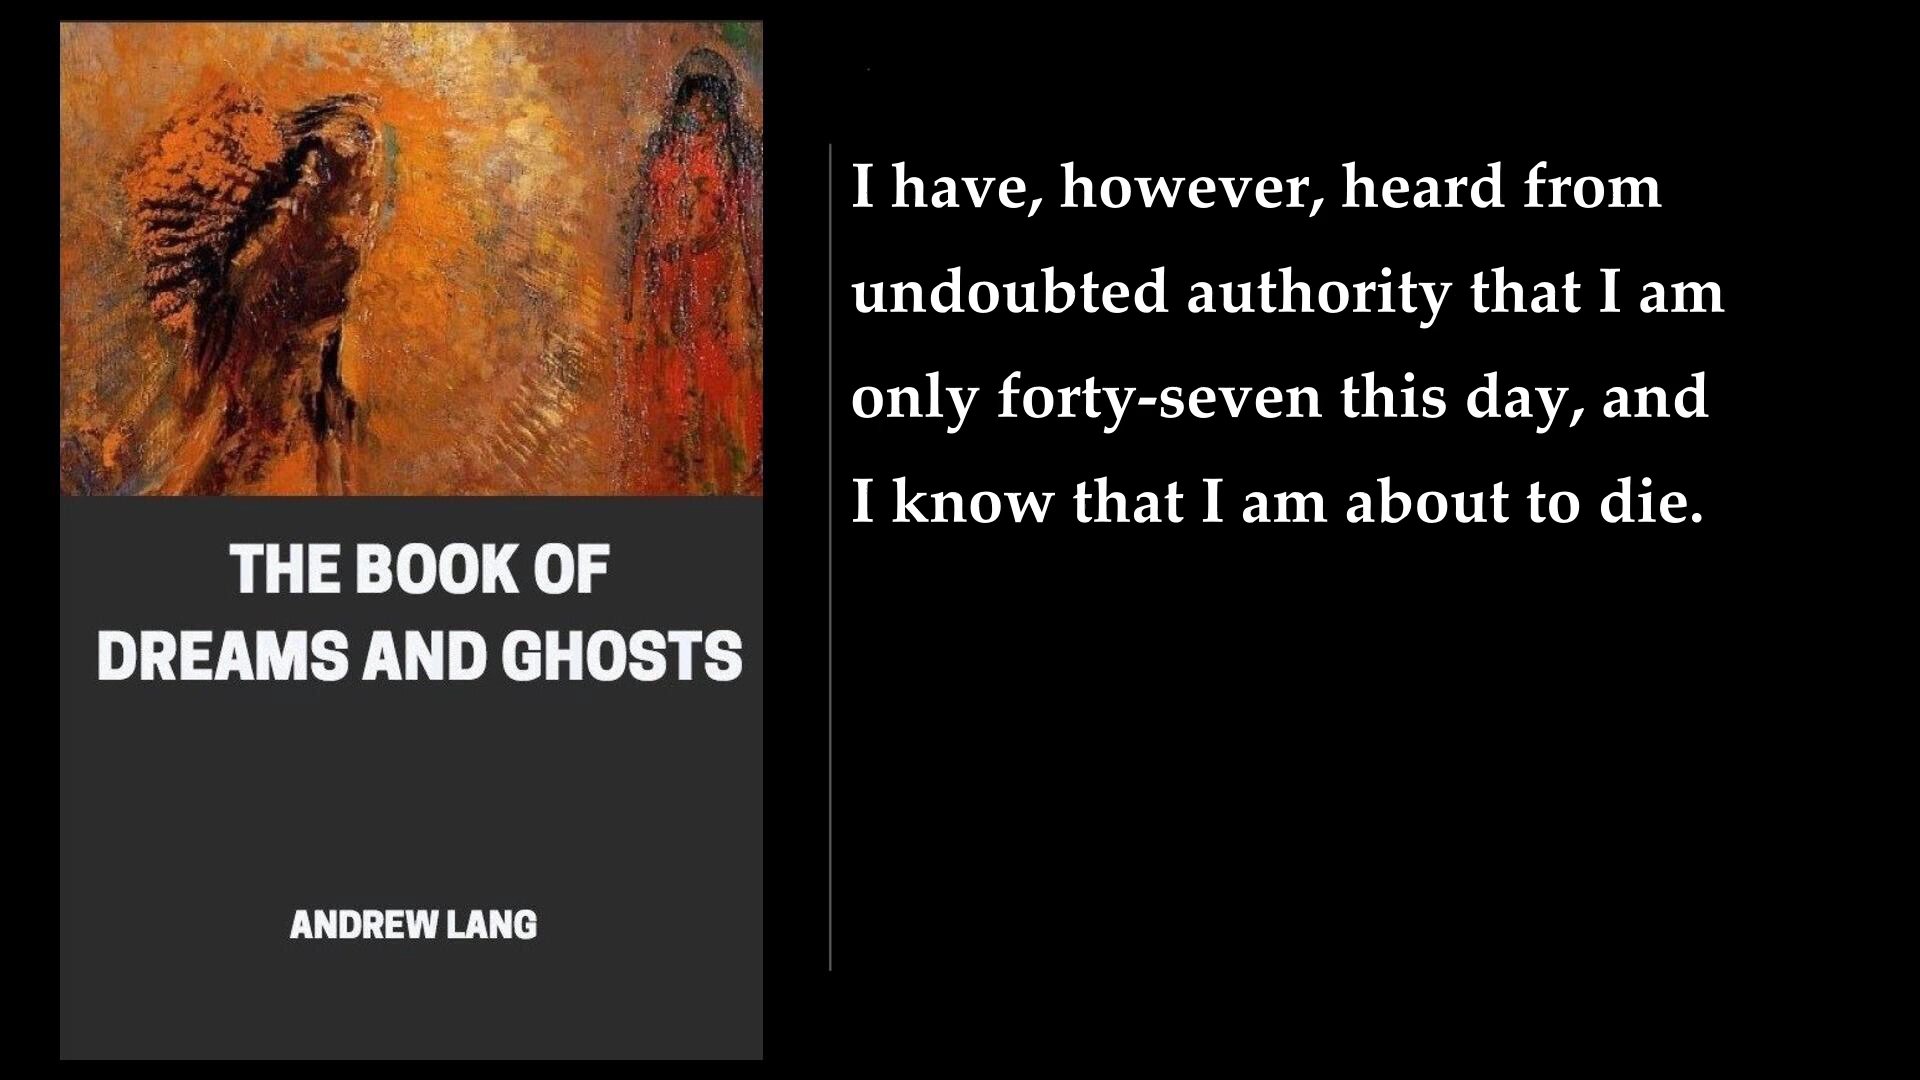 THE BOOK OF
DREAMS AND GHOSTS
ANDREW LANG
I have, however, heard from
undoubted authority that I am
only forty-seven this day, and
I know that I am about to die.